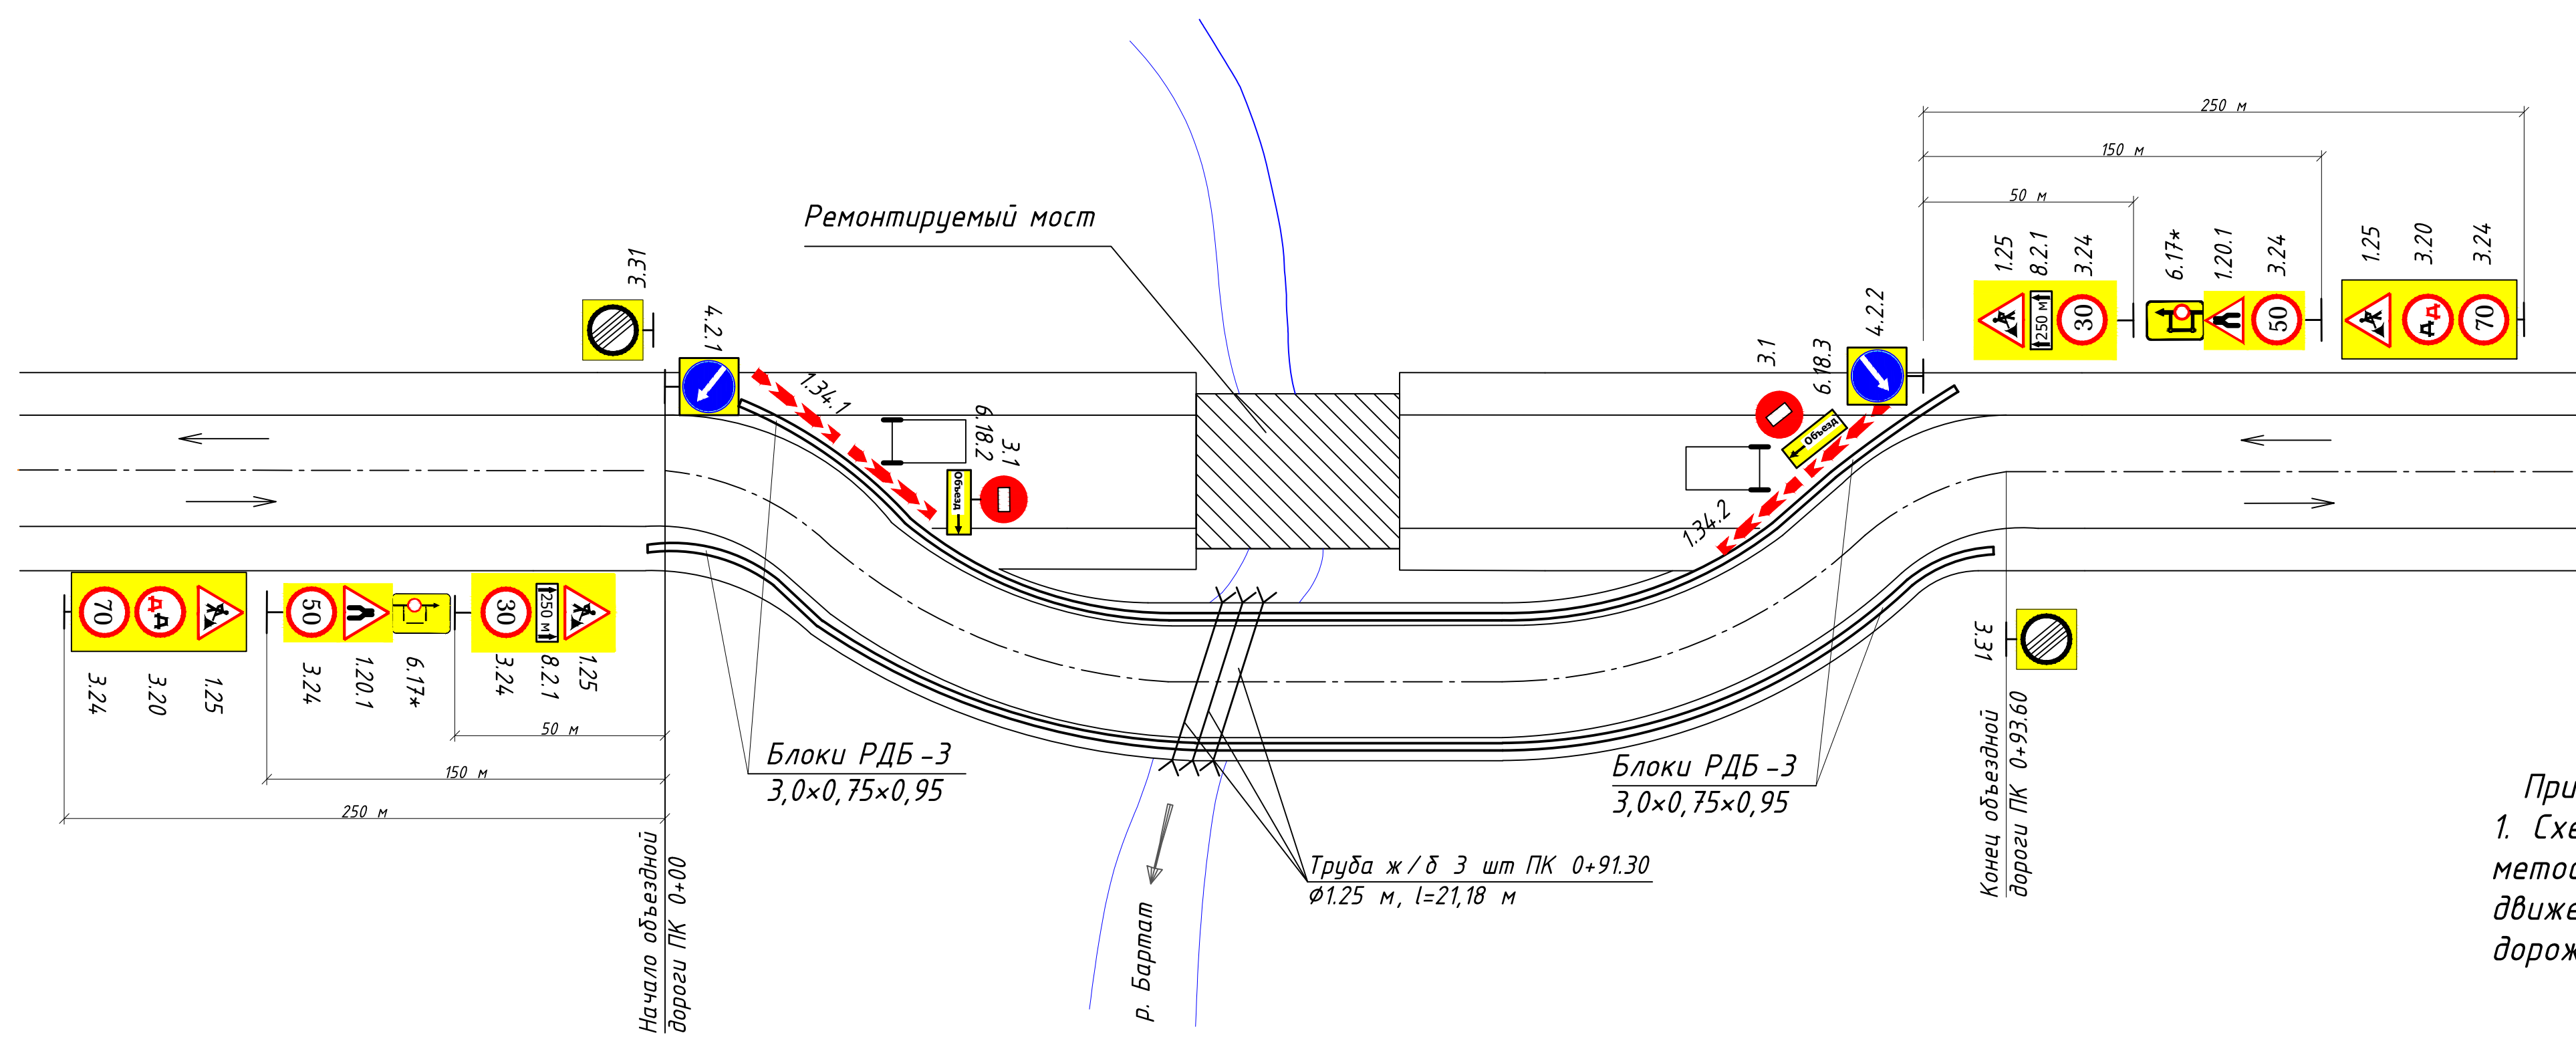 250 м
150 м
50 м
Ремонтируемый мост
3.31
4.2.1
1.34.1
6.18.2
3.1
Объезд
3.1
6.18.3
4.2.2
Объезд
1.34.2
1.25
8.2.1
3.24
6.17*
1.20.1
3.24
1.25
3.20
3.24
250 м
30
50
Д Д
70
70
Д Д
50
30
250 м
3.24
3.20
1.25
3.24
1.20.1
6.17*
3.24
8.2.1
1.25
50 м
150 м
250 м
3.31
Блоки РДБ-3
3,0×0,75×0,95
Блоки РДБ-3
3,0×0,75×0,95
Начало объездной
дороги ПК 0+00
Конец объездной
дороги ПК 0+93.60
Труба ж/б 3 шт ПК 0+91.30
Ø1.25 м, l=21,18 м
р. Бартат
При
1. Схе
метод
движе
дорож